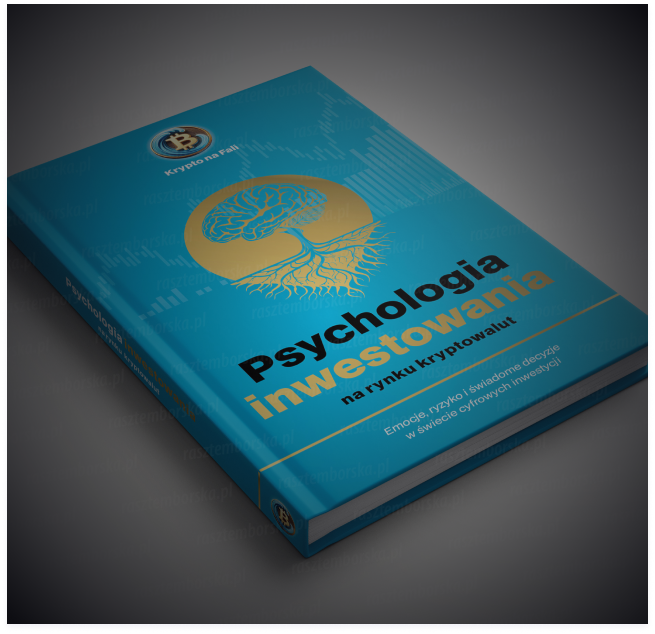 Krypto na Fali
Psychologia
inwestowania
na rynku kryptowalut
Emocje, ryzyko i świadome decyzje
w świecie cyfrowych inwestycji
Psychologia inwestowania
na rynku kryptowalut